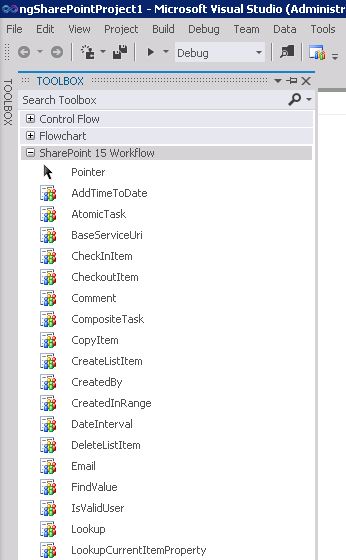 ngSharePointProject1 - Microsoft Visual Studio (Administr
File Edit View Project Build Debug Team Data Tools
Debug
TOOLBOX
TOOLBOX
Search Toolbox
Control Flow
Flowchart
SharePoint 15 Workflow
Pointer
AddTimeToDate
AtomicTask
BaseServiceUri
CheckInItem
CheckoutItem
Comment
CompositeTask
CopyItem
CreateListItem
CreatedBy
CreatedInRange
DateInterval
DeleteListItem
Email
FindValue
IsValidUser
Lookup
LookupCurrentItemProperty